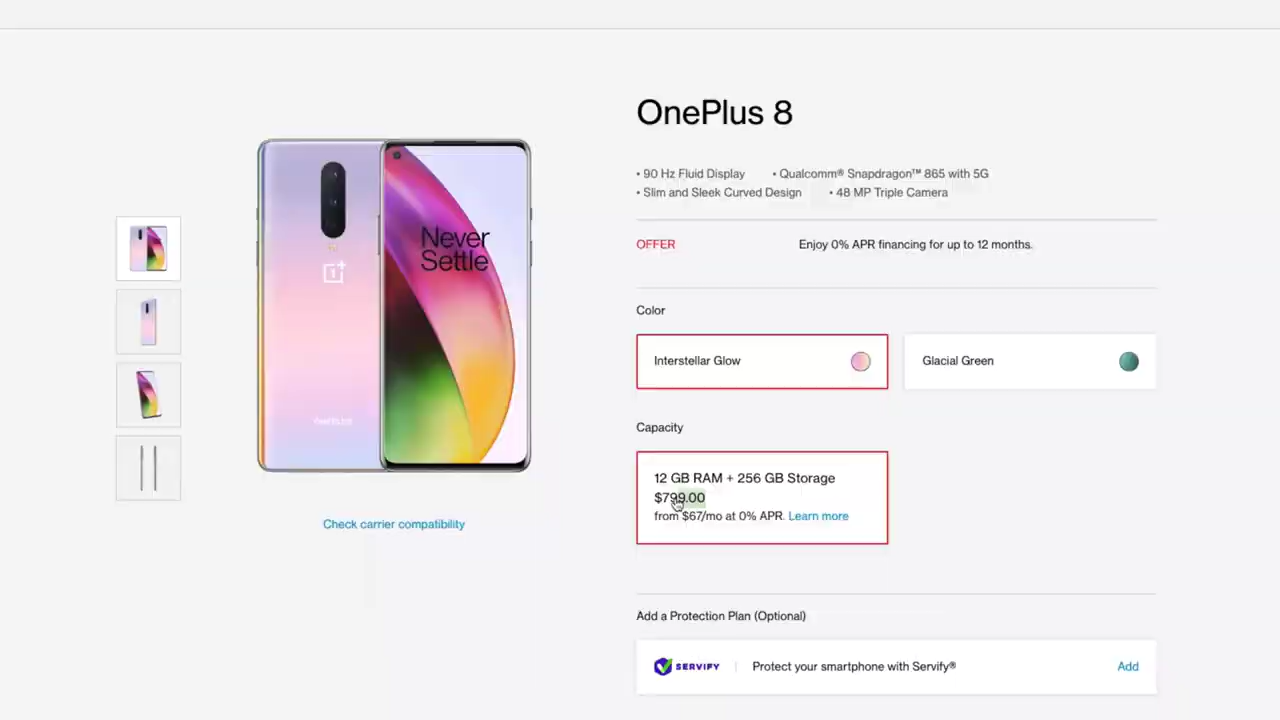 OnePlus 8
• 90 Hz Fluid Display • Qualcomm® Snapdragon™ 865 with 5G
• Slim and Sleek Curved Design • 48 MP Triple Camera
OFFER Enjoy 0% APR financing for up to 12 months.
Never
Settle
Color
Interstellar Glow Glacial Green
Capacity
12 GB RAM + 256 GB Storage
$799.00
from $67/mo at 0% APR. Learn more
Check carrier compatibility
Add a Protection Plan (Optional)
SERVIFY Protect your smartphone with Servify® Add